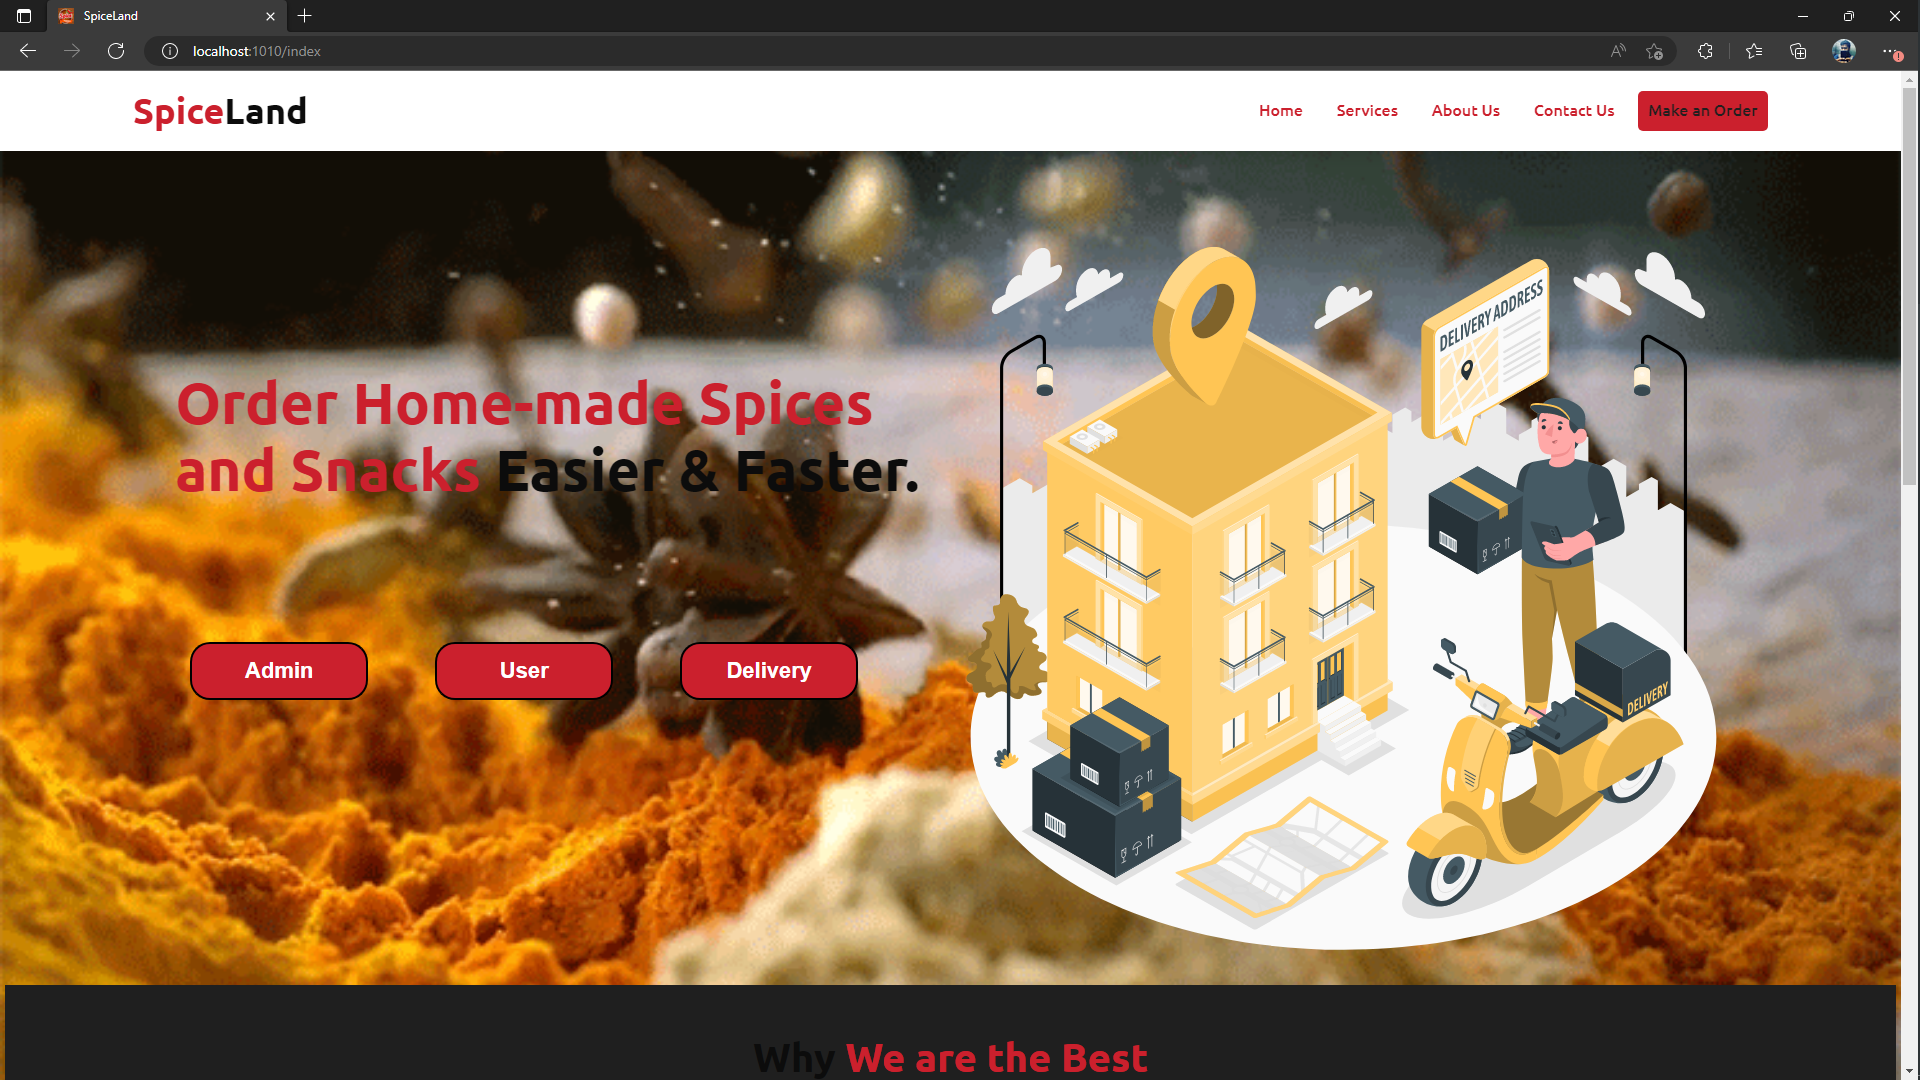 SpiceLand
localhost:1010/index
SpiceLand
Home
Services
About Us
Contact Us
Make an Order
DELIVERY ADDRESS
Order Home-made Spices
and Snacks Easier & Faster.
Admin
User
Delivery
DELIVERY
Why We are the Best